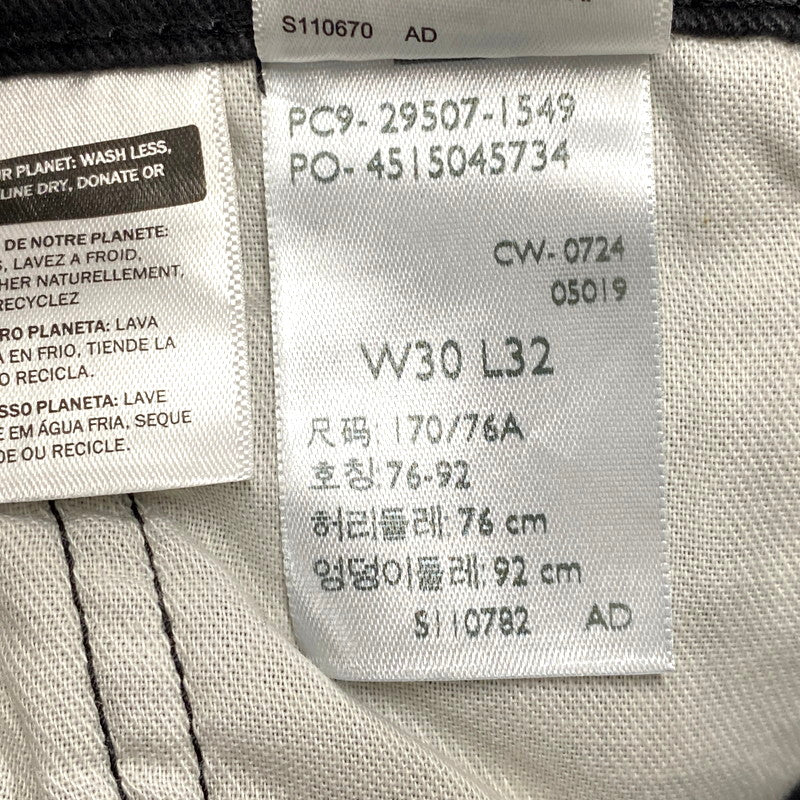 S110670 AD
R PLANET: WASH LESS,
LINE DRY, DONATE OR
DE NOTRE PLANETE:
LAVEZ A FROID,
HER NATURELLEMENT,
RECYCLEZ
RO PLANETA: LAVA
EN FRIO, TIENDE LA
O RECICLA.
SSO PLANETA: LAVE
E EM ÁGUA FRIA, SEQUE
DE OU RECICLE.
PC9- 29507-1549
PO- 4515045734
CW- 0724
05019
W30 L32
尺码: 170/76A
호칭: 76-92
허리둘레: 76 cm
엉덩이둘레: 92 cm
S110782 AD